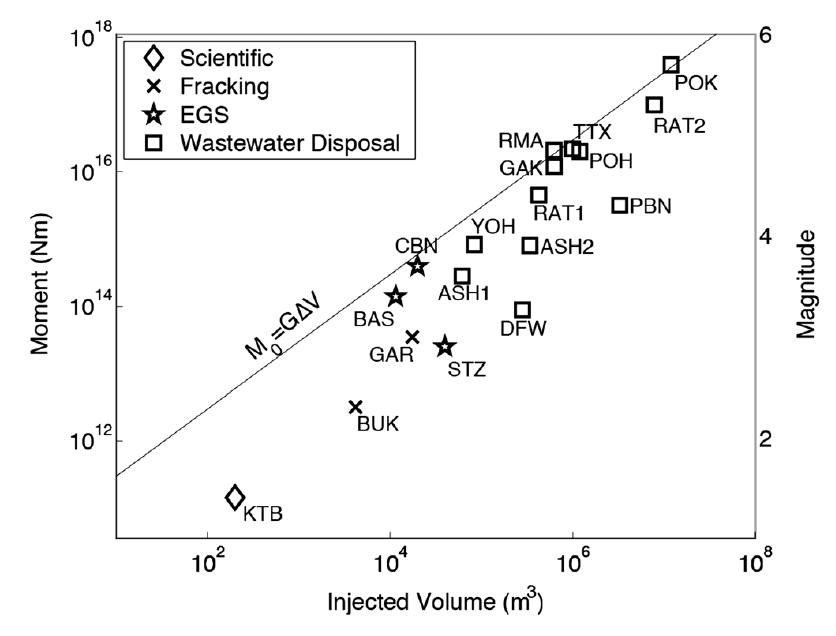 10^18
6
Scientific
Fracking
EGS
Wastewater Disposal
POK
RAT2
TTX
RMA
POH
GAK
10^16
RAT1
PBN
YOH
ASH2
CBN
4
ASH1
Moment (Nm)
Magnitude
10^14
BAS
DFW
M_0=GΔV
GAR
STZ
BUK
10^12
2
KTB
10^2
10^4
10^6
10^8
Injected Volume (m^3)